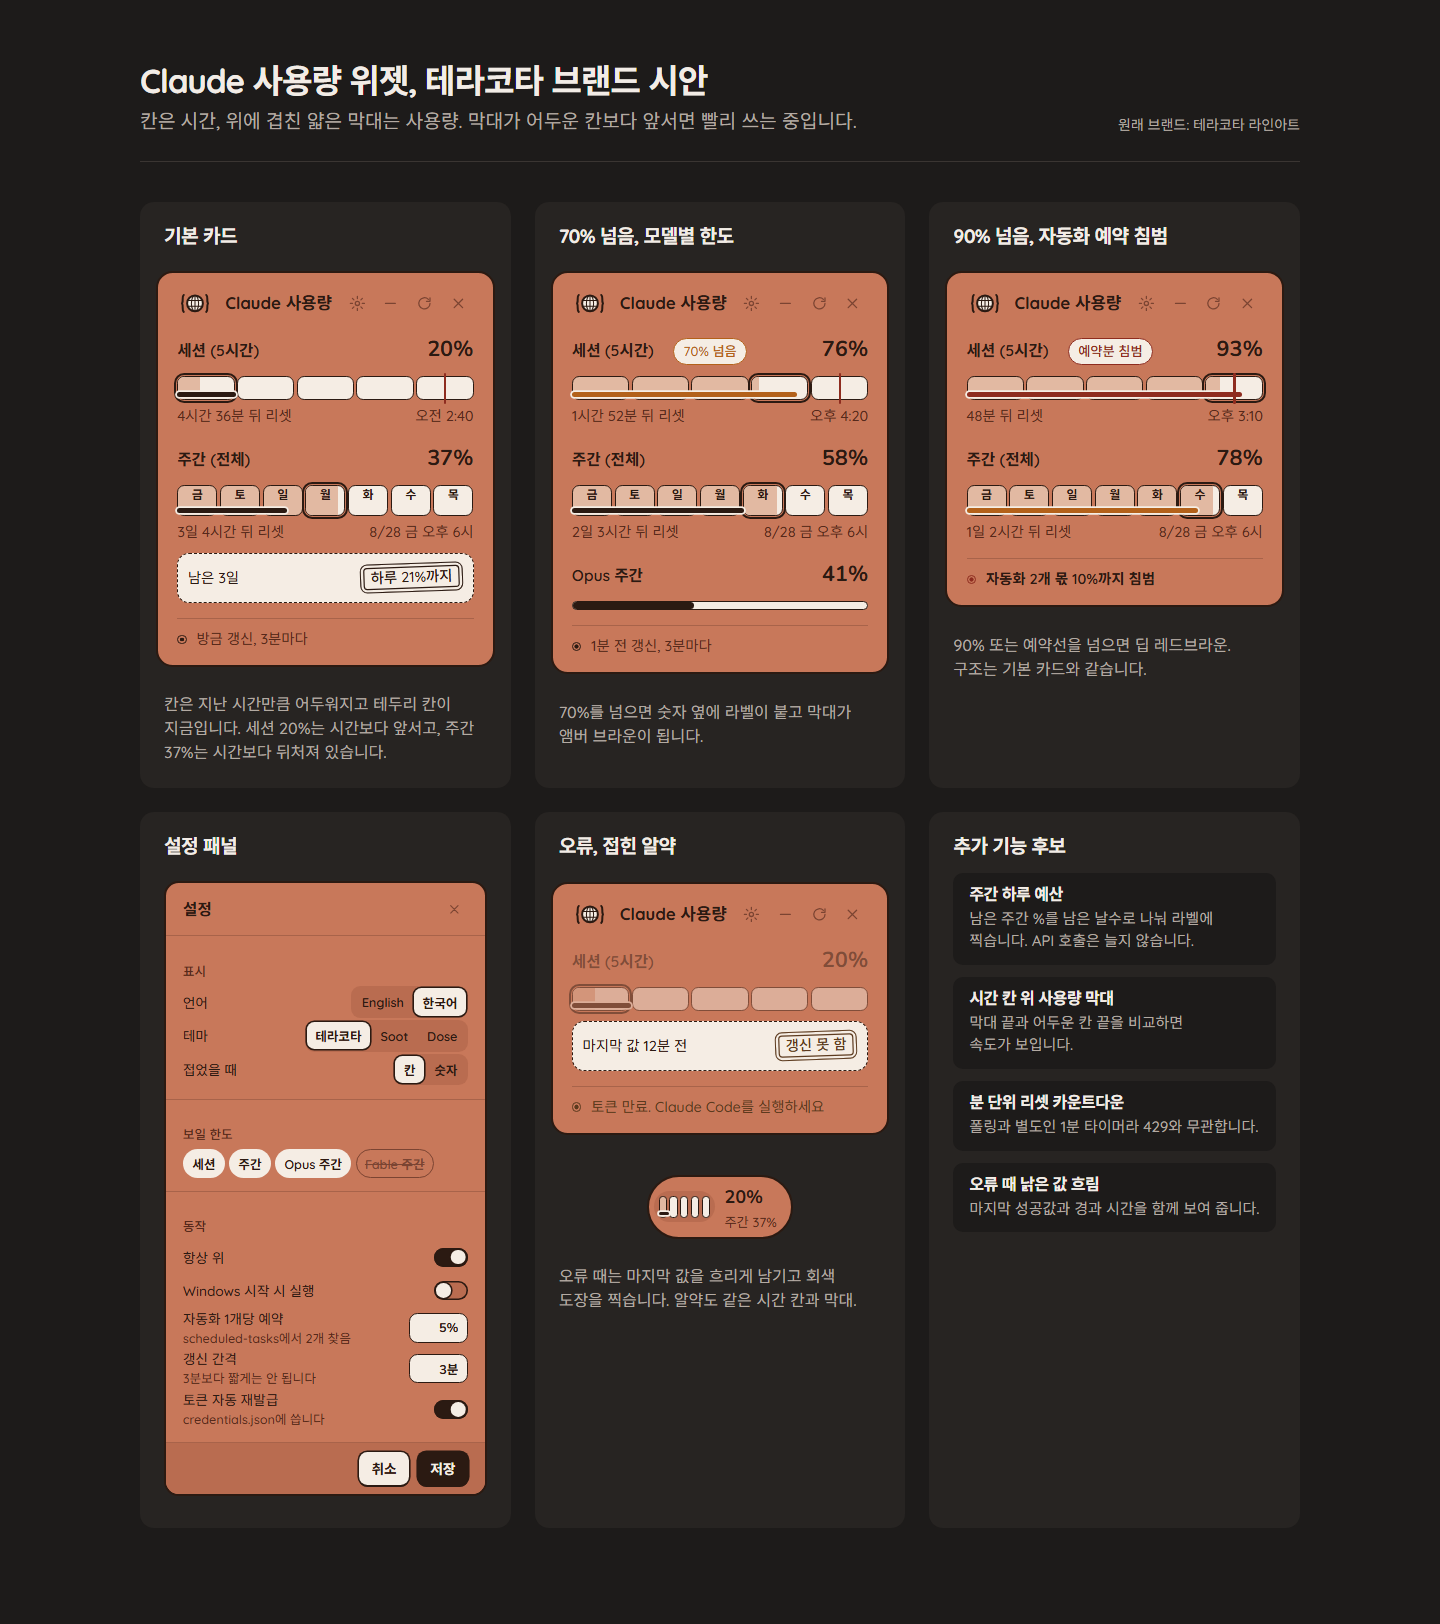 Claude 사용량 위젯, 테라코타 브랜드 시안
칸은 시간, 위에 겹친 얇은 막대는 사용량. 막대가 어두운 칸보다 앞서면 빨리 쓰는 중입니다.
원래 브랜드: 테라코타 라인아트
기본 카드
Claude 사용량
세션 (5시간)
20%
4시간 36분 뒤 리셋
오전 2:40
주간 (전체)
37%
금 토 일 월 화 수 목
3일 4시간 뒤 리셋
8/28 금 오후 6시
남은 3일
하루 21%까지
방금 갱신, 3분마다
칸은 지난 시간만큼 어두워지고 테두리 칸이
지금입니다. 세션 20%는 시간보다 앞서고, 주간
37%는 시간보다 뒤처져 있습니다.
70% 넘음, 모델별 한도
Claude 사용량
세션 (5시간)
70% 넘음
76%
1시간 52분 뒤 리셋
오후 4:20
주간 (전체)
58%
금 토 일 월 화 수 목
2일 3시간 뒤 리셋
8/28 금 오후 6시
Opus 주간
41%
1분 전 갱신, 3분마다
70%를 넘으면 숫자 옆에 라벨이 붙고 막대가
앰버 브라운이 됩니다.
90% 넘음, 자동화 예약 침범
Claude 사용량
세션 (5시간)
예약분 침범
93%
48분 뒤 리셋
오후 3:10
주간 (전체)
78%
금 토 일 월 화 수 목
1일 2시간 뒤 리셋
8/28 금 오후 6시
자동화 2개 몫 10%까지 침범
90% 또는 예약선을 넘으면 딥 레드브라운.
구조는 기본 카드와 같습니다.
설정 패널
설정
표시
언어
English 한국어
테마
테라코타 Soot Dose
접었을 때
칸 숫자
보일 한도
세션 주간 Opus 주간 Fable 주간
동작
항상 위
Windows 시작 시 실행
자동화 1개당 예약
scheduled-tasks에서 2개 찾음
5%
갱신 간격
3분보다 짧게는 안 됩니다
3분
토큰 자동 재발급
credentials.json에 씁니다
취소 저장
오류, 접힌 알약
Claude 사용량
세션 (5시간)
20%
마지막 값 12분 전
갱신 못 함
토큰 만료. Claude Code를 실행하세요
20%
주간 37%
오류 때는 마지막 값을 흐리게 남기고 회색
도장을 찍습니다. 알약도 같은 시간 칸과 막대.
추가 기능 후보
주간 하루 예산
남은 주간 %를 남은 날수로 나눠 라벨에
찍습니다. API 호출은 늘지 않습니다.
시간 칸 위 사용량 막대
막대 끝과 어두운 칸 끝을 비교하면
속도가 보입니다.
분 단위 리셋 카운트다운
폴링과 별도인 1분 타이머라 429와 무관합니다.
오류 때 낡은 값 흐림
마지막 성공값과 경과 시간을 함께 보여 줍니다.